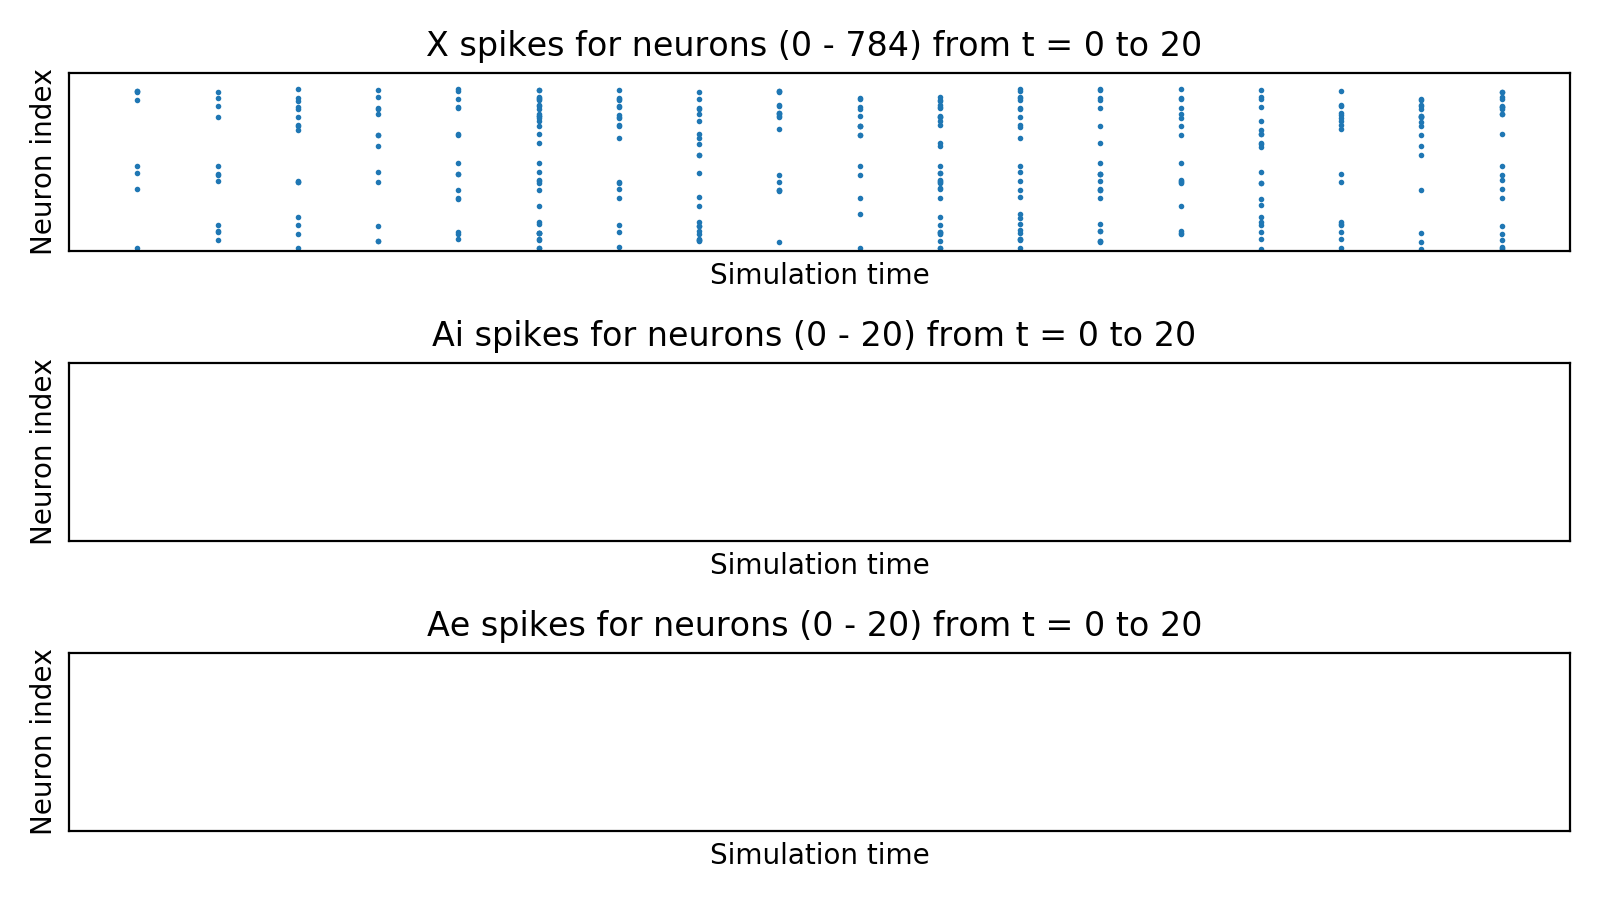 X spikes for neurons (0 - 784) from t = 0 to 20
Neuron index
Simulation time
Ai spikes for neurons (0 - 20) from t = 0 to 20
Neuron index
Simulation time
Ae spikes for neurons (0 - 20) from t = 0 to 20
Neuron index
Simulation time